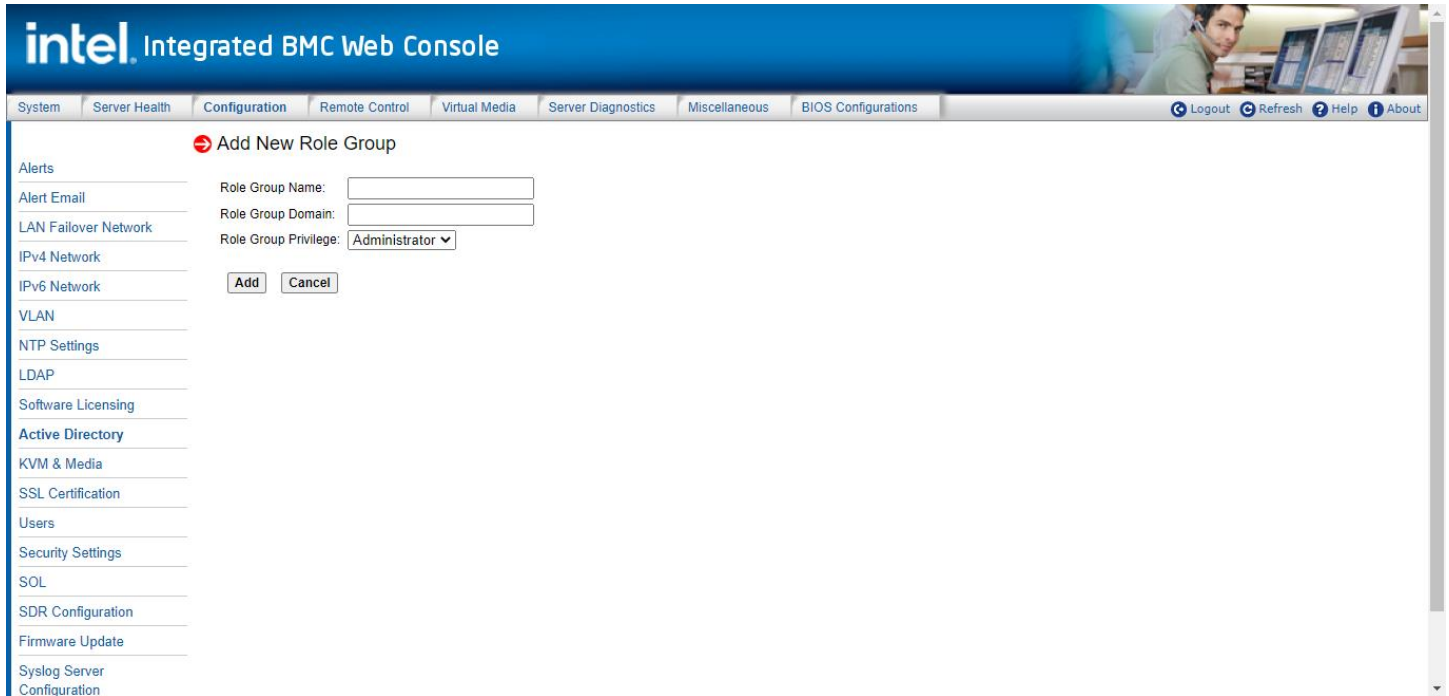 intel. Integrated BMC Web Console
System Server Health Configuration Remote Control Virtual Media Server Diagnostics Miscellaneous BIOS Configurations Logout Refresh Help About
Add New Role Group
Alerts
Alert Email
LAN Failover Network
IPv4 Network
IPv6 Network
VLAN
NTP Settings
LDAP
Software Licensing
Active Directory
KVM & Media
SSL Certification
Users
Security Settings
SOL
SDR Configuration
Firmware Update
Syslog Server
Configuration
Role Group Name:
Role Group Domain:
Role Group Privilege: Administrator
Add Cancel